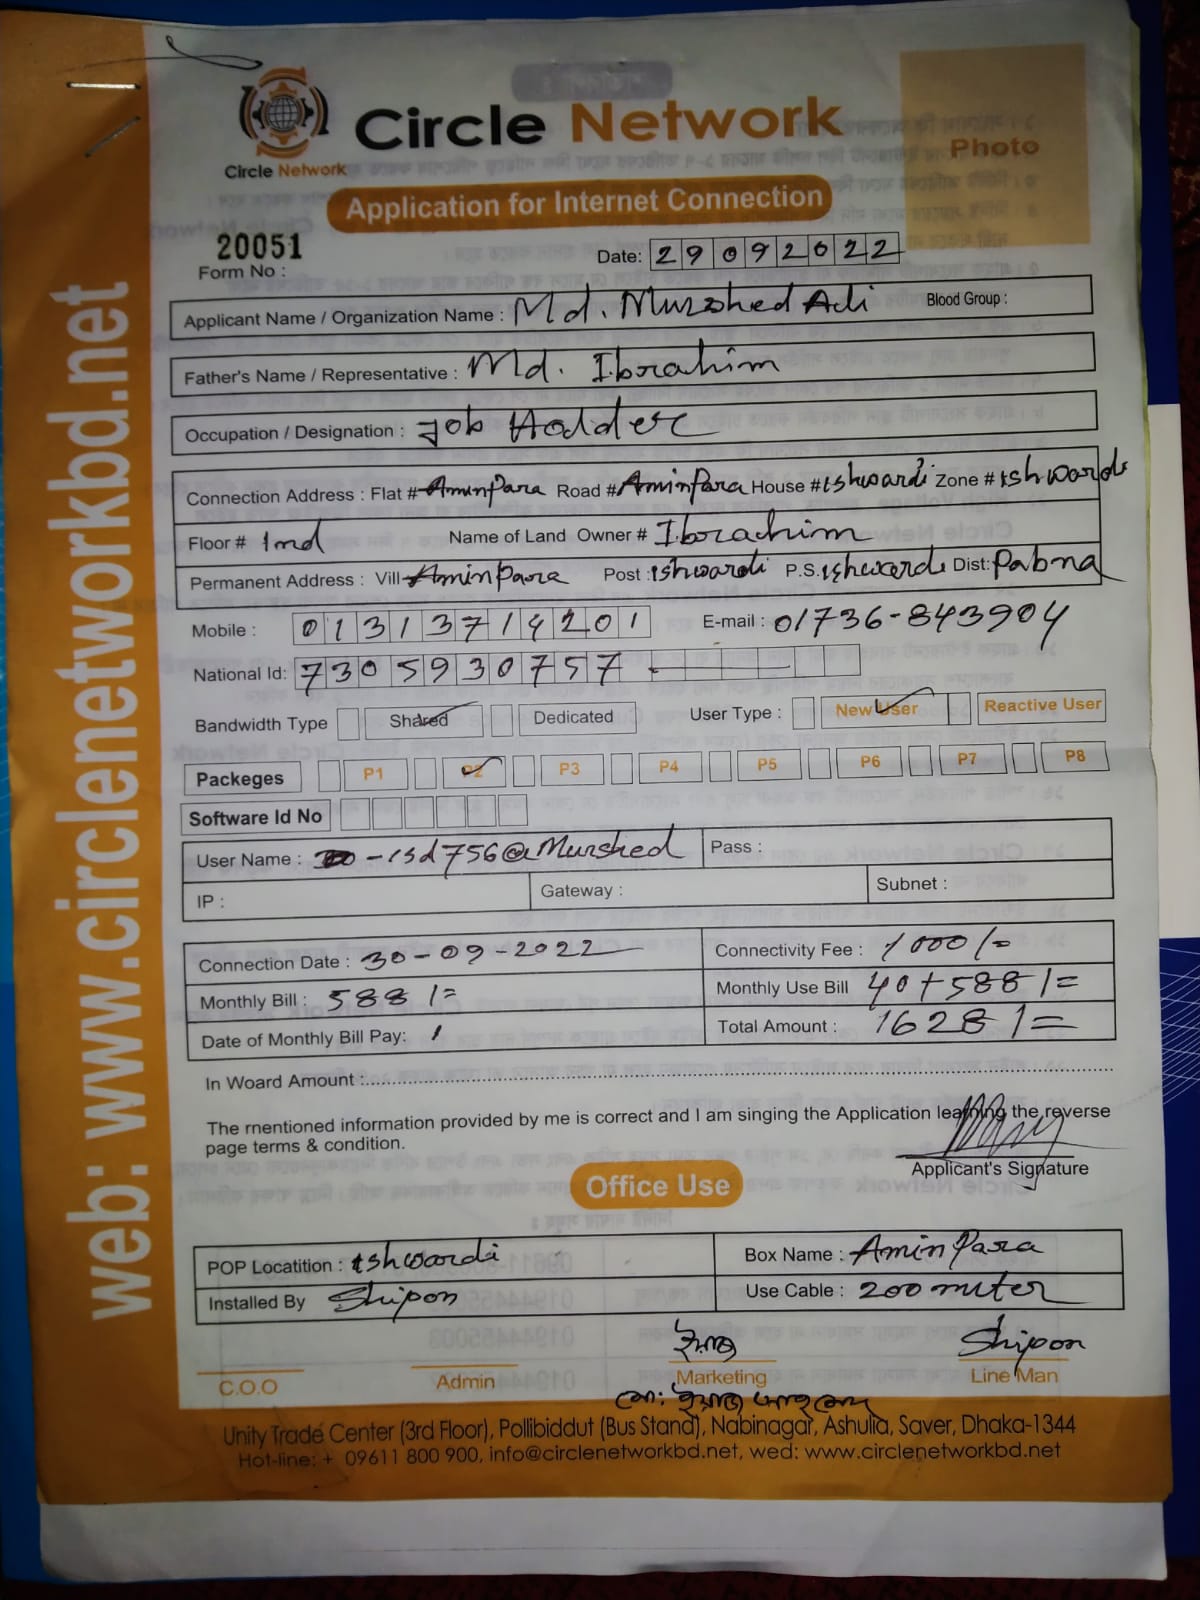 Circle Network
Circle Network
Photo
Application for Internet Connection
20051
Form No :
Date: 29092022
Applicant Name / Organization Name : Md. Murshed Ali Blood Group :
Father's Name / Representative : Md. Ibrahim
Occupation / Designation : Job Holder
Connection Address : Flat # AminPara Road # AminPara House # Ishwardi Zone # Ishwardi
Floor # 1nd Name of Land Owner # Ibrahim
Permanent Address : Vill AminPara Post : Ishwardi P.S. Ishwardi Dist: Pabna
Mobile : 01313714201 E-mail : 01736-843904
National Id: 7305930757
Bandwidth Type Shared Dedicated User Type : New User Reactive User
Packeges P1 P2 P3 P4 P5 P6 P7 P8
Software Id No
User Name : -isd756@Murshed Pass :
IP : Gateway : Subnet :
Connection Date : 30-09-2022 Connectivity Fee : 1000/=
Monthly Bill : 588/= Monthly Use Bill 40+588/=
Date of Monthly Bill Pay: 1 Total Amount : 1628/=
In Woard Amount :
The mentioned information provided by me is correct and I am singing the Application learning the reverse
page terms & condition.
Applicant's Signature
Office Use
POP Locatition : Ishwardi Box Name : AminPara
Installed By Shipon Use Cable : 200 miter
Shipon
C.O.O Admin Marketing Line Man
Unity Trade Center (3rd Floor), Pollibiddut (Bus Stand), Nabinagar, Ashulia, Saver, Dhaka-1344
Hot-line: + 09611 800 900, info@circlenetworkbd.net, wed: www.circlenetworkbd.net
web: www.circlenetworkbd.net